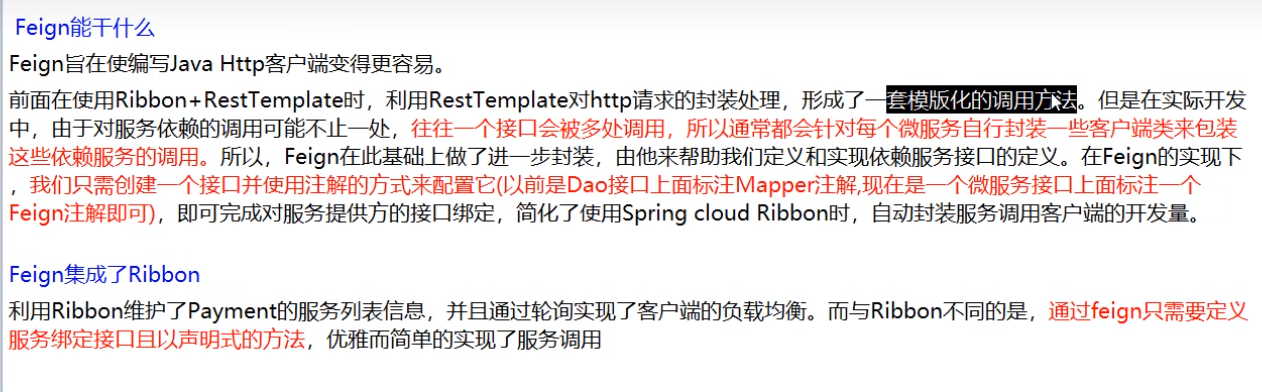 Feign能干什么
Feign旨在使编写Java Http客户端变得更容易。
前面在使用Ribbon+RestTemplate时，利用RestTemplate对http请求的封装处理，形成了一套模版化的调用方法。但是在实际开发
中，由于对服务依赖的调用可能不止一处，往往一个接口会被多处调用，所以通常都会针对每个微服务自行封装一些客户端类来包装
这些依赖服务的调用。所以，Feign在此基础上做了进一步封装，由他来帮助我们定义和实现依赖服务接口的定义。在Feign的实现下
，我们只需创建一个接口并使用注解的方式来配置它(以前是Dao接口上面标注Mapper注解,现在是一个微服务接口上面标注一个
Feign注解即可)，即可完成对服务提供方的接口绑定，简化了使用Spring cloud Ribbon时，自动封装服务调用客户端的开发量。
Feign集成了Ribbon
利用Ribbon维护了Payment的服务列表信息，并且通过轮询实现了客户端的负载均衡。而与Ribbon不同的是，通过feign只需要定义
服务绑定接口且以声明式的方法，优雅而简单的实现了服务调用